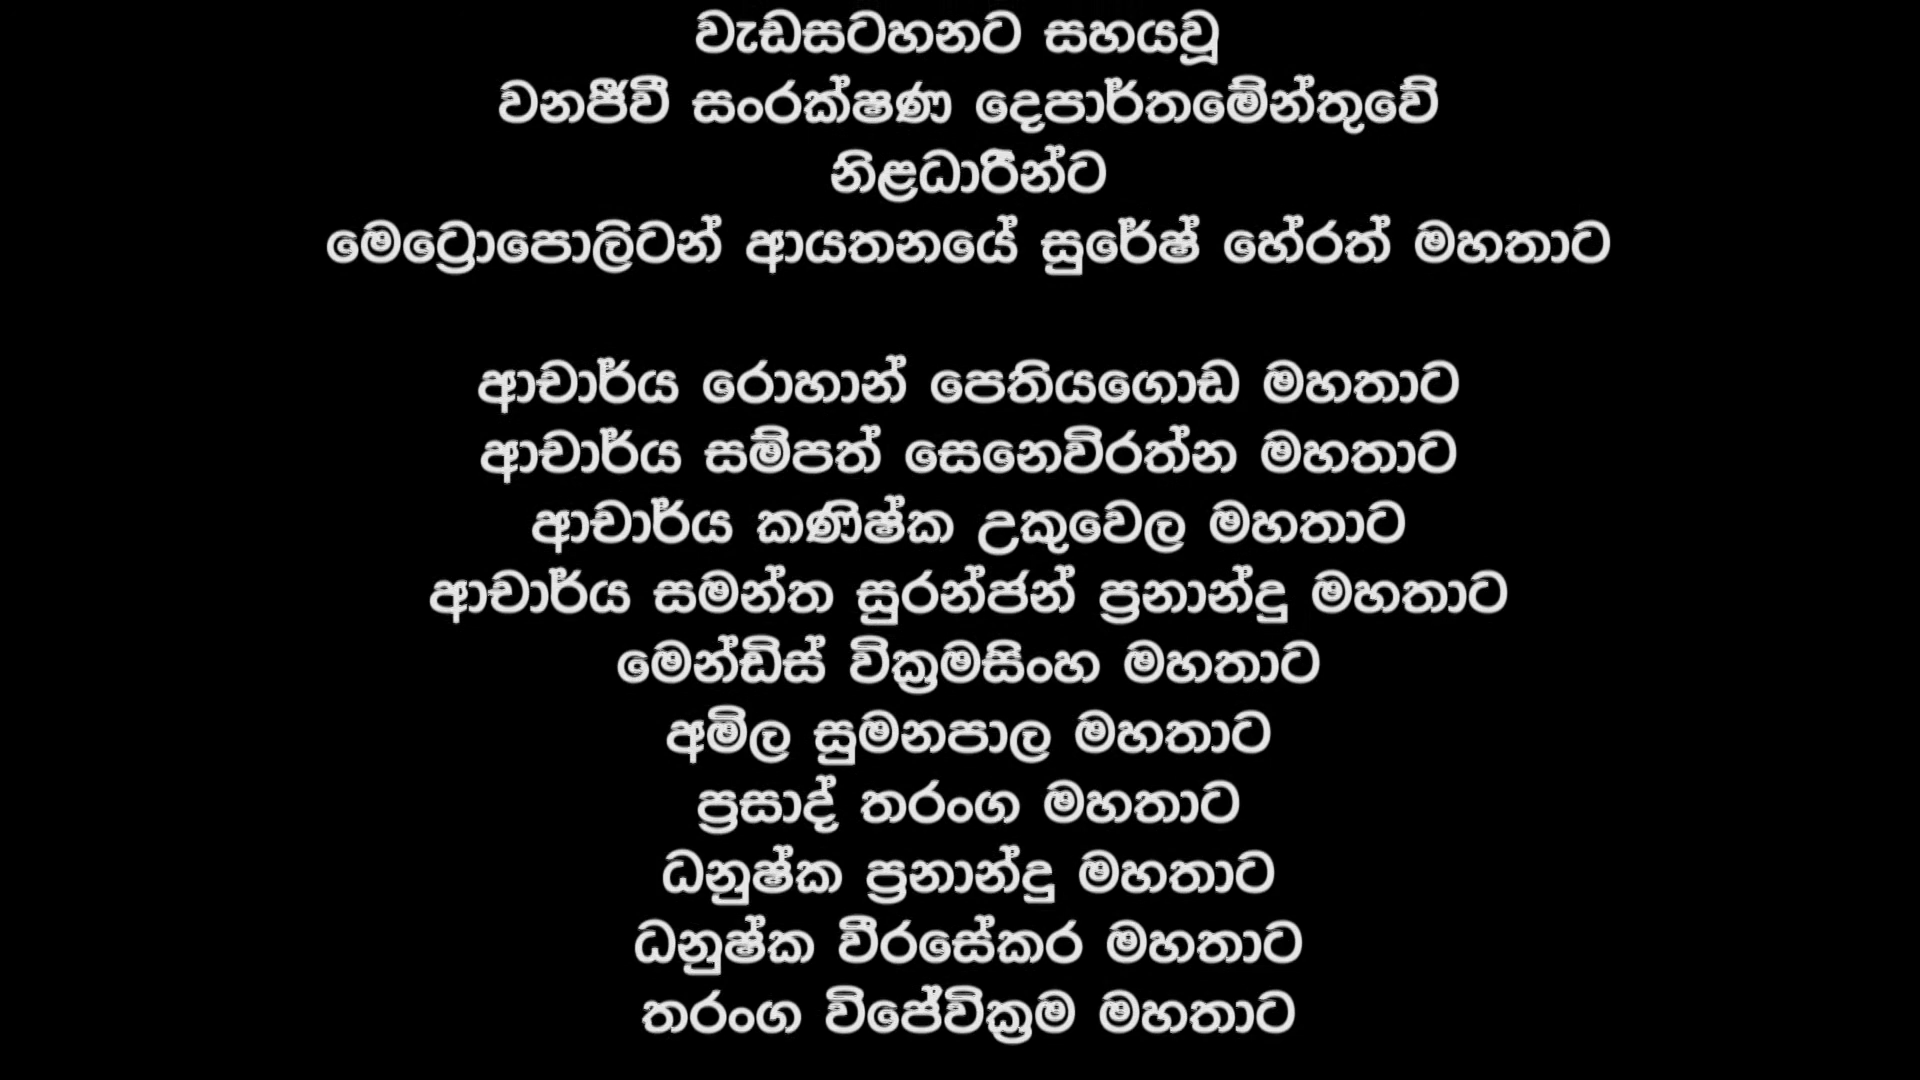 වැඩසටහනට සහයවූ
වනජීවී සංරක්ෂණ දෙපාර්තමේන්තුවේ
නිළධාරීන්ට
මෙට්‍රොපොලිටන් ආයතනයේ සුරේෂ් හේරත් මහතාට
ආචාර්ය රොහාන් පෙතියගොඩ මහතාට
ආචාර්ය සම්පත් සෙනෙවිරත්න මහතාට
ආචාර්ය කණිෂ්ක උකුවෙල මහතාට
ආචාර්ය සමන්ත සුරන්ජන් ප්‍රනාන්දු මහතාට
මෙන්ඩිස් වික්‍රමසිංහ මහතාට
අමිල සුමනපාල මහතාට
ප්‍රසාද් තරංග මහතාට
ධනුෂ්ක ප්‍රනාන්දු මහතාට
ධනුෂ්ක වීරසේකර මහතාට
තරංග විජේවික්‍රම මහතාට